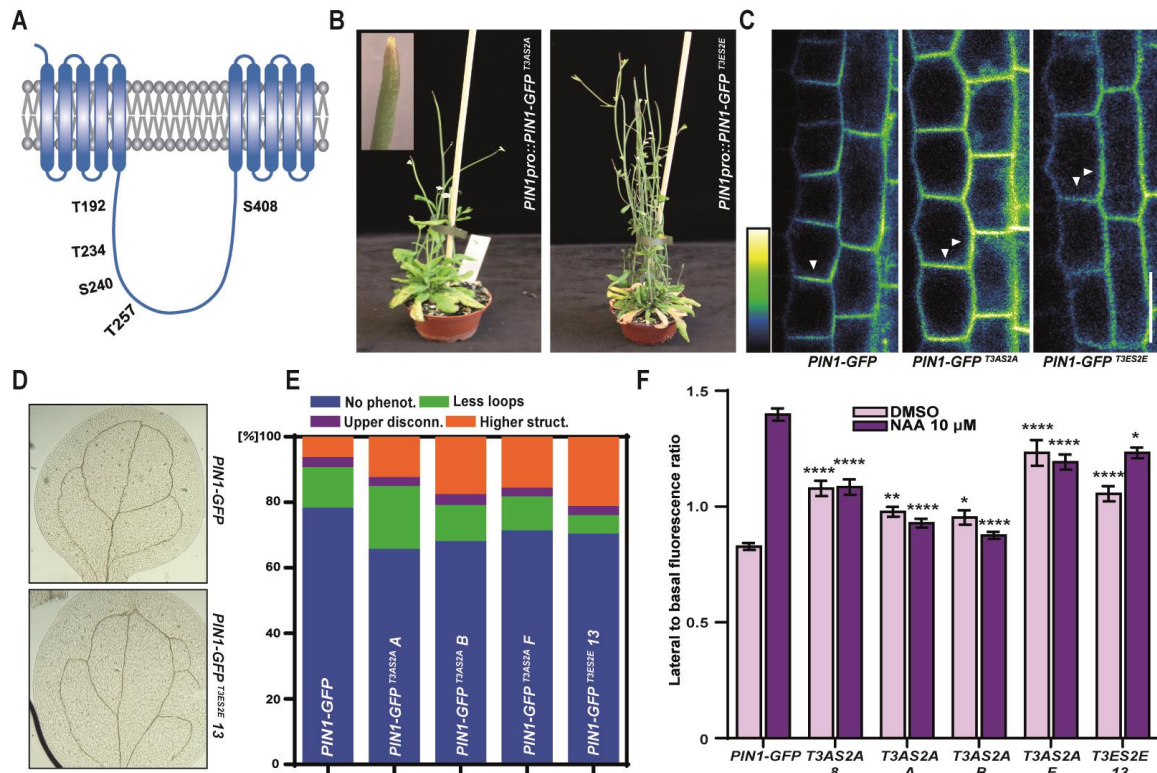 A
T192
T234
S240
T257
S408
B
PIN1pro::PIN1-GFP T3AS2A
PIN1pro::PIN1-GFP T3ES2E
C
PIN1-GFP
PIN1-GFP T3AS2A
PIN1-GFP T3ES2E
D
PIN1-GFP
PIN1-GFP T3ES2E 13
E
No phenot.
Less loops
Upper disconn.
Higher struct.
[%]100
80
60
40
20
0
PIN1-GFP
PIN1-GFP T3AS2A A
PIN1-GFP T3AS2A B
PIN1-GFP T3AS2A F
PIN1-GFP T3ES2E 13
F
Lateral to basal fluorescence ratio
1.5
1.0
0.5
0
DMSO
NAA 10 µM
**** ****
** ****
* ****
**** ****
**** *
PIN1-GFP T3AS2A T3AS2A T3AS2A T3AS2A T3ES2E
8 A B F 13